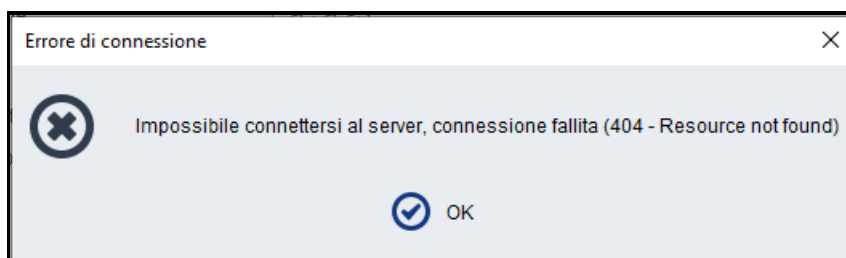 Errore di connessione
Impossibile connettersi al server, connessione fallita (404 - Resource not found)
OK